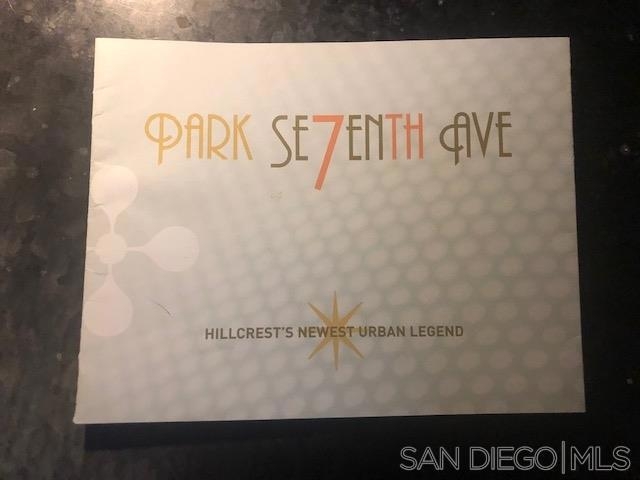 PARK SE7ENTH AVE
HILLCREST'S NEWEST URBAN LEGEND
SAN DIEGO|MLS